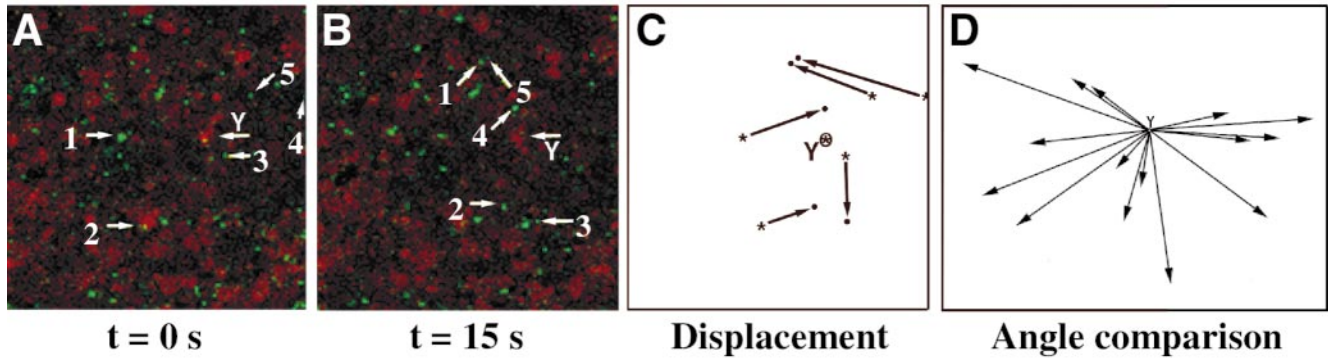 A
B
C
D
5
1
Y
4
3
2
1
5
4
Y
2
3
Y
Y
t = 0 s
t = 15 s
Displacement
Angle comparison